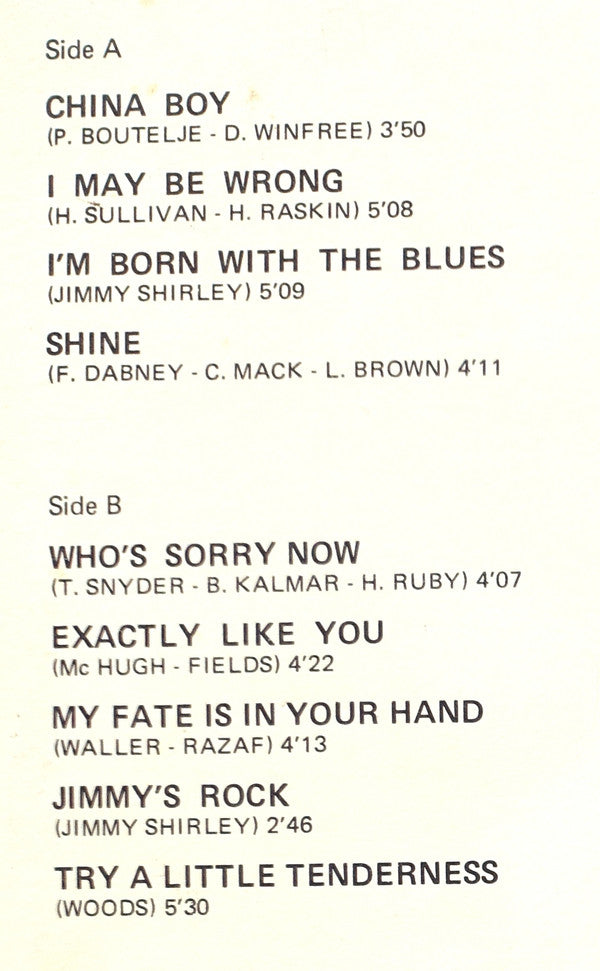 Side A
CHINA BOY
(P. BOUTELJE - D. WINFREE) 3'50
I MAY BE WRONG
(H. SULLIVAN - H. RASKIN) 5'08
I'M BORN WITH THE BLUES
(JIMMY SHIRLEY) 5'09
SHINE
(F. DABNEY - C. MACK - L. BROWN) 4'11
Side B
WHO'S SORRY NOW
(T. SNYDER - B. KALMAR - H. RUBY) 4'07
EXACTLY LIKE YOU
(Mc HUGH - FIELDS) 4'22
MY FATE IS IN YOUR HAND
(WALLER - RAZAF) 4'13
JIMMY'S ROCK
(JIMMY SHIRLEY) 2'46
TRY A LITTLE TENDERNESS
(WOODS) 5'30